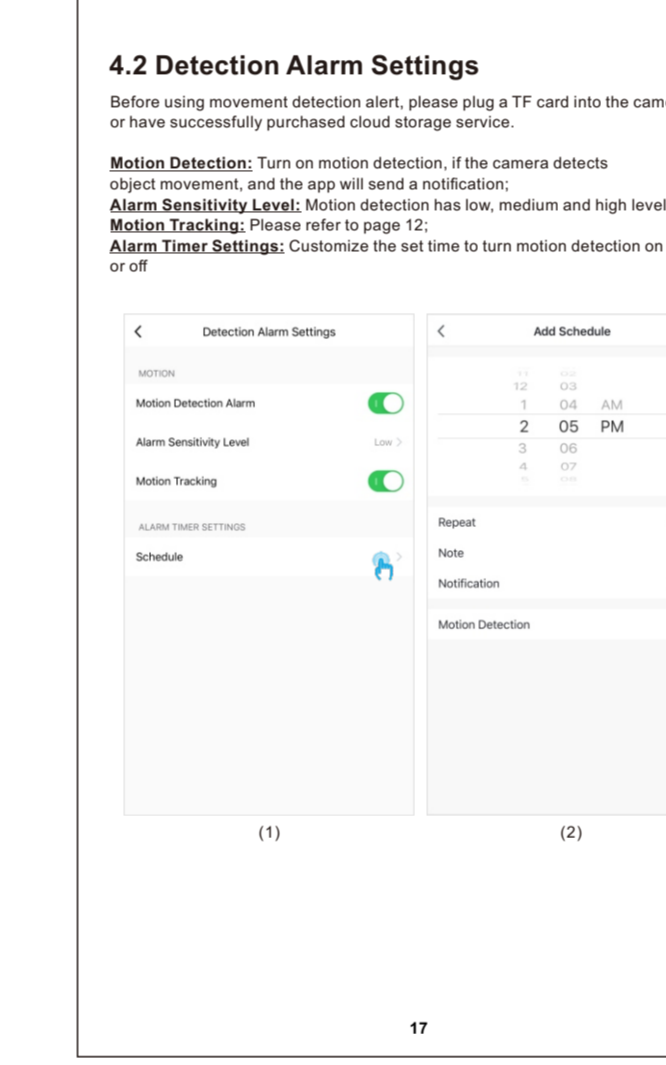 4.2 Detection Alarm Settings
Before using movement detection alert, please plug a TF card into the
or have successfully purchased cloud storage service.
Motion Detection: Turn on motion detection, if the camera detects
object movement, and the app will send a notification;
Alarm Sensitivity Level: Motion detection has low, medium and high level
Motion Tracking: Please refer to page 12;
Alarm Timer Settings: Customize the set time to turn motion detection on
or off
Detection Alarm Settings
MOTION
Motion Detection Alarm
Alarm Sensitivity Level Low
Motion Tracking
ALARM TIMER SETTINGS
Schedule
(1)
Add Schedule
11 02
12 03
1 04 AM
2 05 PM
3 06
4 07
5 08
Repeat
Note
Notification
Motion Detection
(2)
17